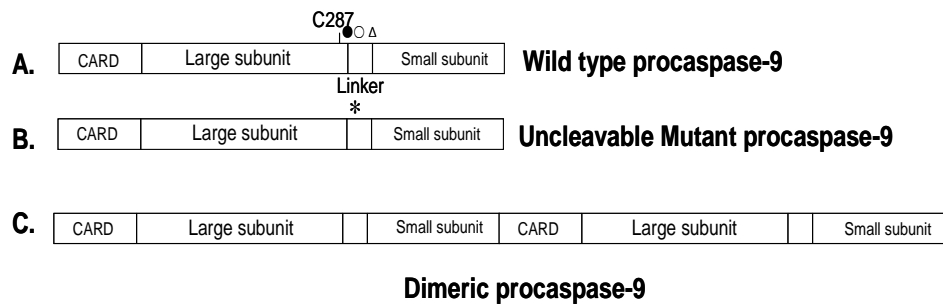 C287
●○Δ
A. CARD Large subunit Small subunit Wild type procaspase-9
Linker
*
B. CARD Large subunit Small subunit Uncleavable Mutant procaspase-9
C. CARD Large subunit Small subunit CARD Large subunit Small subunit
Dimeric procaspase-9